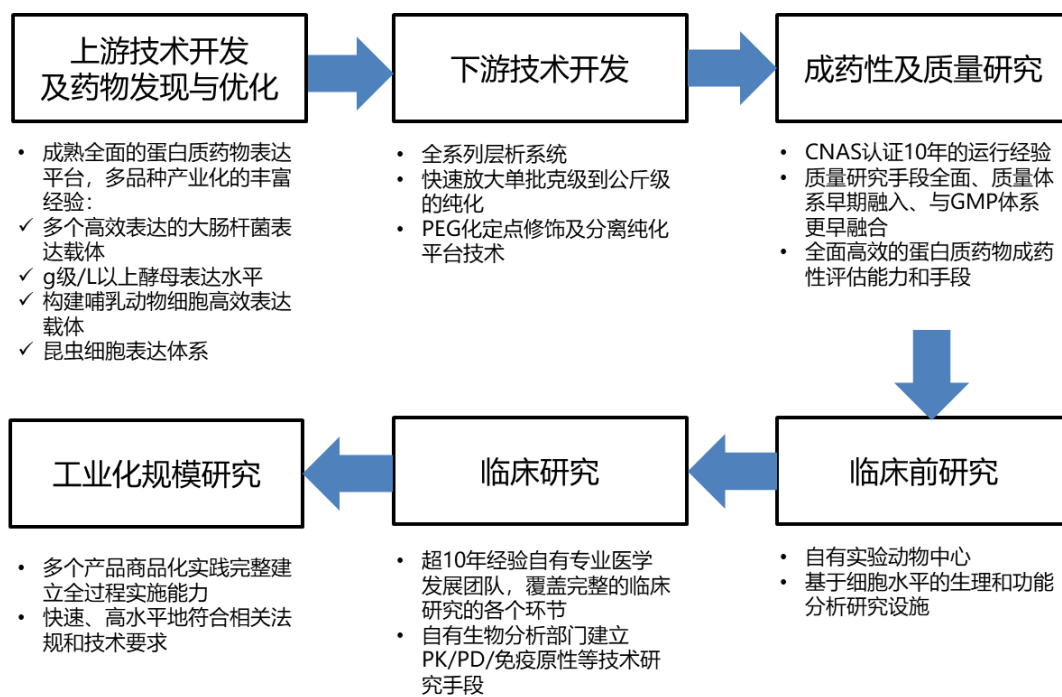 上游技术开发
及药物发现与优化
• 成熟全面的蛋白质药物表达
平台，多品种产业化的丰富
经验：
✓ 多个高效表达的大肠杆菌表
达载体
✓ g级/L以上酵母表达水平
✓ 构建哺乳动物细胞高效表达
载体
✓ 昆虫细胞表达体系
下游技术开发
• 全系列层析系统
• 快速放大单批克级到公斤级
的纯化
• PEG化定点修饰及分离纯化
平台技术
成药性及质量研究
• CNAS认证10年的运行经验
• 质量研究手段全面、质量体
系早期融入、与GMP体系
更早融合
• 全面高效的蛋白质药物成药
性评估能力和手段
临床前研究
• 自有实验动物中心
• 基于细胞水平的生理和功能
分析研究设施
临床研究
• 超10年经验自有专业医学
发展团队，覆盖完整的临床
研究的各个环节
• 自有生物分析部门建立
PK/PD/免疫原性等技术研
究手段
工业化规模研究
• 多个产品商品化实践完整建
立全过程实施能力
• 快速、高水平地符合相关法
规和技术要求